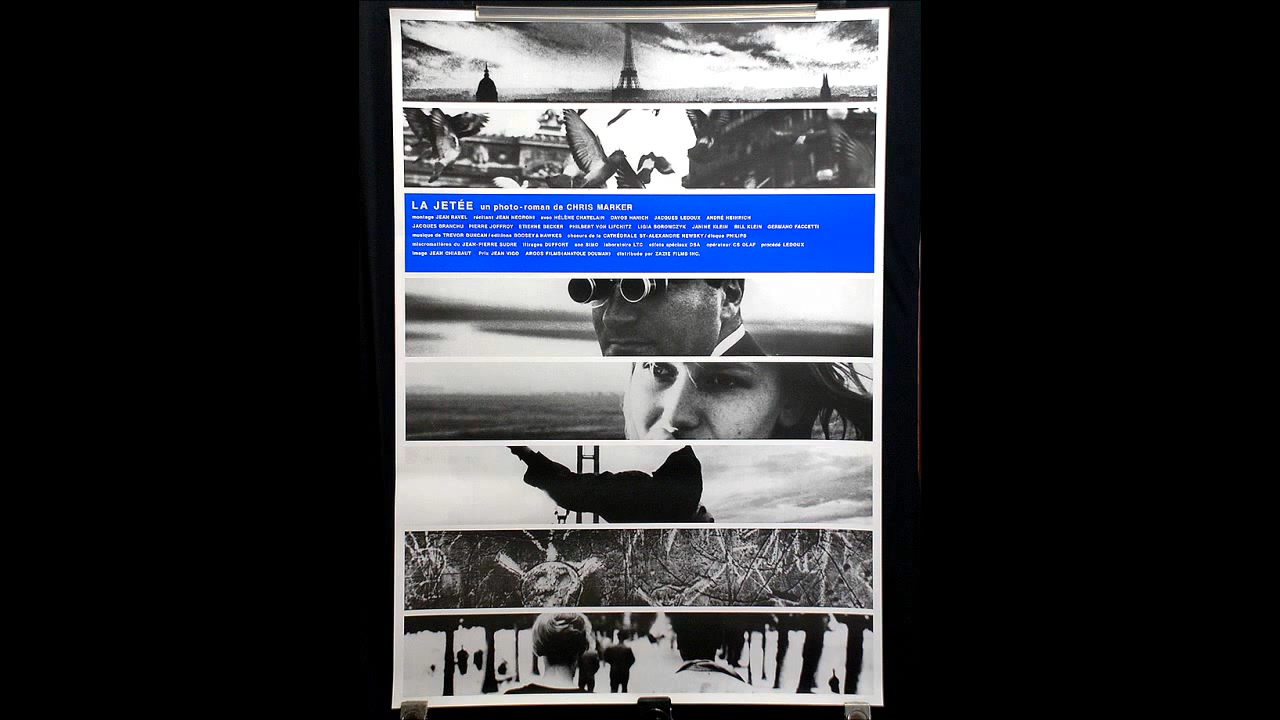 LA JETÉE un photo-roman de CHRIS MARKER
montage JEAN RAVEL récitant JEAN NEGRONI avec HÉLÈNE CHATELAIN DAVOS HANICH JACQUES LEDOUX ANDRÉ HEINRICH
JACQUES BRANCHU PIERRE JOFFROY ETIENNE BECKER PHILBERT VON LIFCHITZ LIGIA BOROWCZYK JANINE KLEIN BILL KLEIN GERMANO FACCETTI
musique de TREVOR DUNCAN/editions BOOSEY & HAWKES choeurs de la CATHÉDRALE ST-ALEXANDRE NEWSKY/disque PHILIPS
micromatières du JEAN-PIERRE SUDRE titrages DUFFORT son SIMO laboratoire LTC effets spéciaux DSA opérateur CS OLAF procédé LEDOUX
image JEAN CHIABAUT Prix JEAN VIGO ARGOS FILMS (ANATOLE DOUMAN) distribuée par ZAZIE FILMS INC.